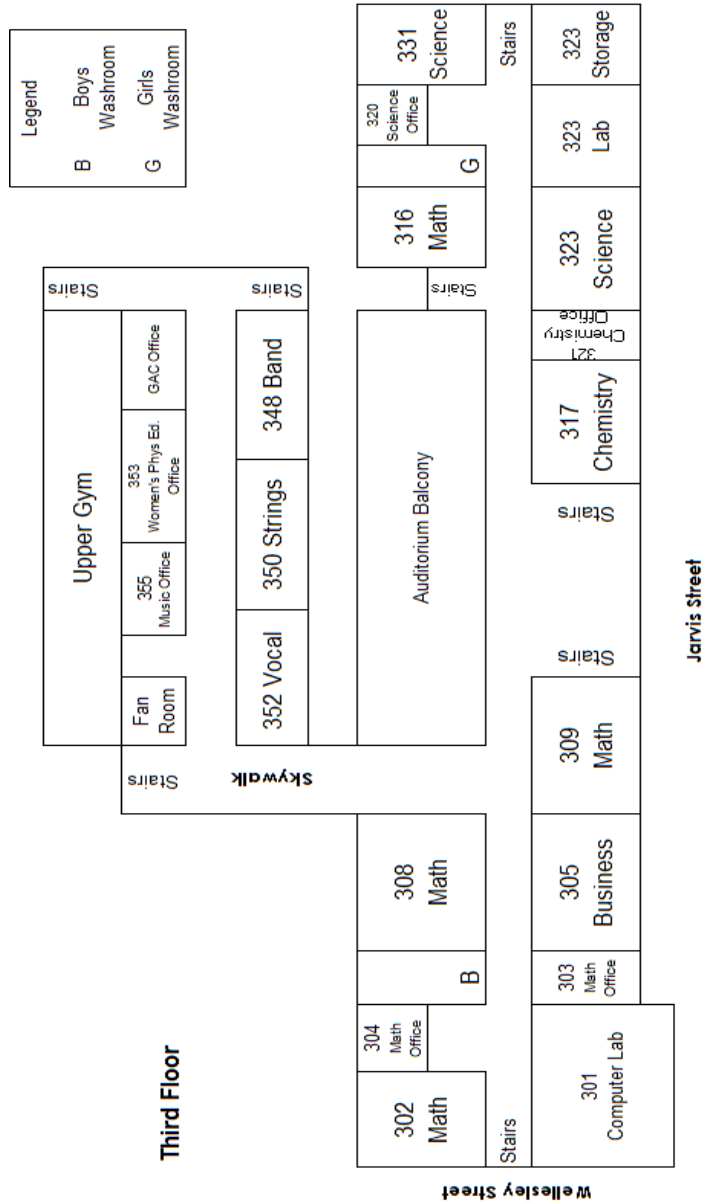 Third Floor
Legend
B Boys
Washroom
G Girls
Washroom
Upper Gym
Stairs
Stairs
Fan
Room
355
Music Office
353
Women's Phys Ed.
Office
GAC Office
Stairs
Skywalk
352 Vocal
350 Strings
348 Band
Stairs
Auditorium Balcony
Stairs
302
Math
304
Math
Office
B
308
Math
316
Math
G
320
Science
Office
331
Science
Stairs
Stairs
301
Computer Lab
303
Math
Office
305
Business
309
Math
Stairs
Stairs
317
Chemistry
321
Chemistry
Office
323
Science
323
Lab
323
Storage
Wellesley Street
Jarvis Street